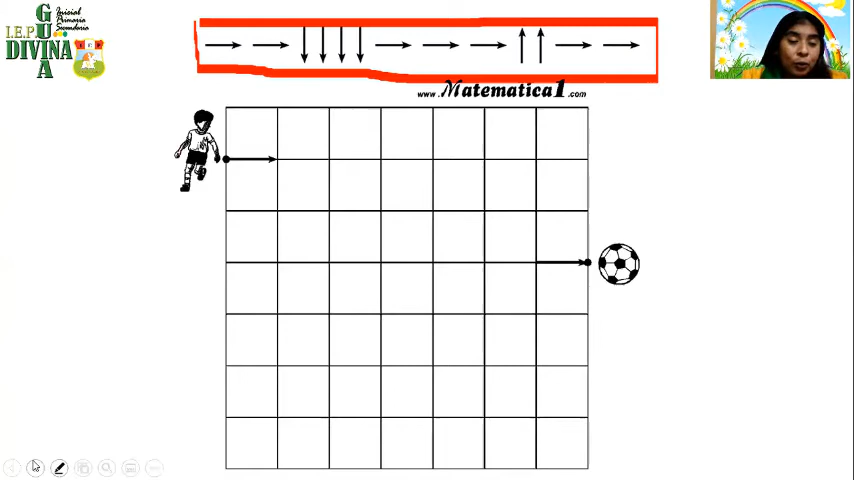 GUIA
I.E.P.
DIVINA
Inicial
Primaria
Secundaria
I E P
www.Matematica1.com